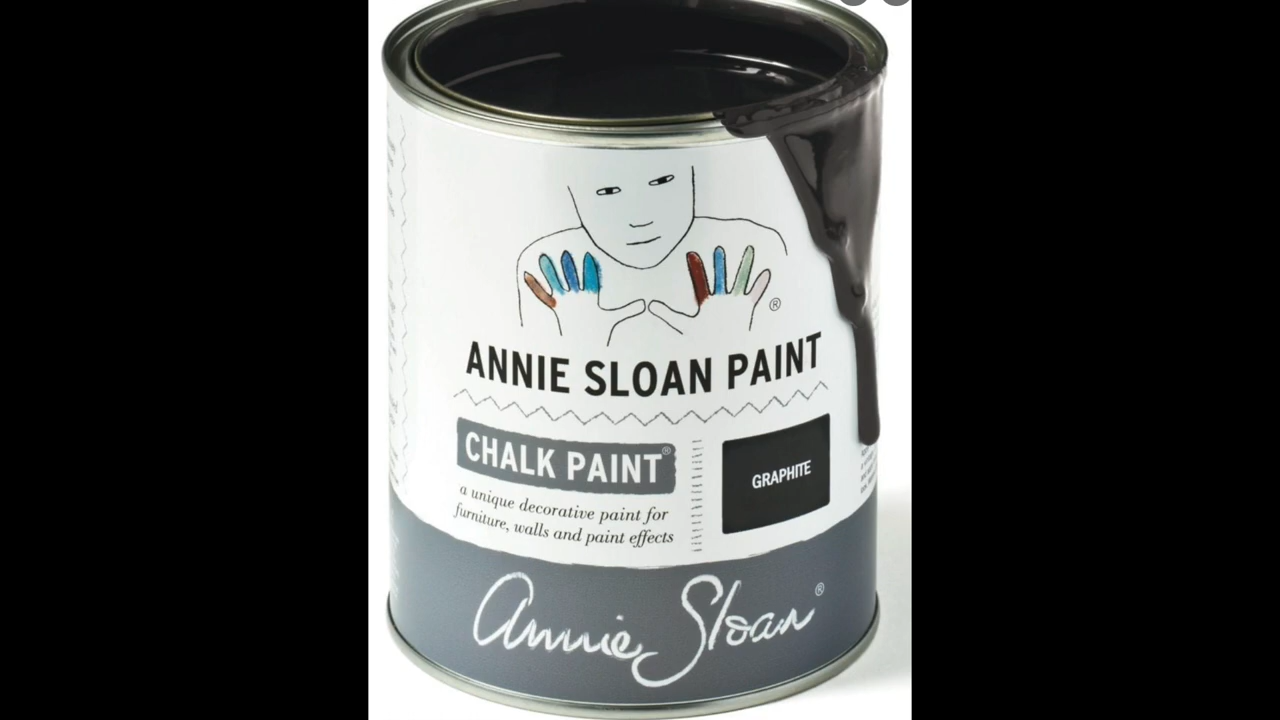 ®
ANNIE SLOAN PAINT
CHALK PAINT®
a unique decorative paint for
furniture, walls and paint effects
GRAPHITE
Annie Sloan®